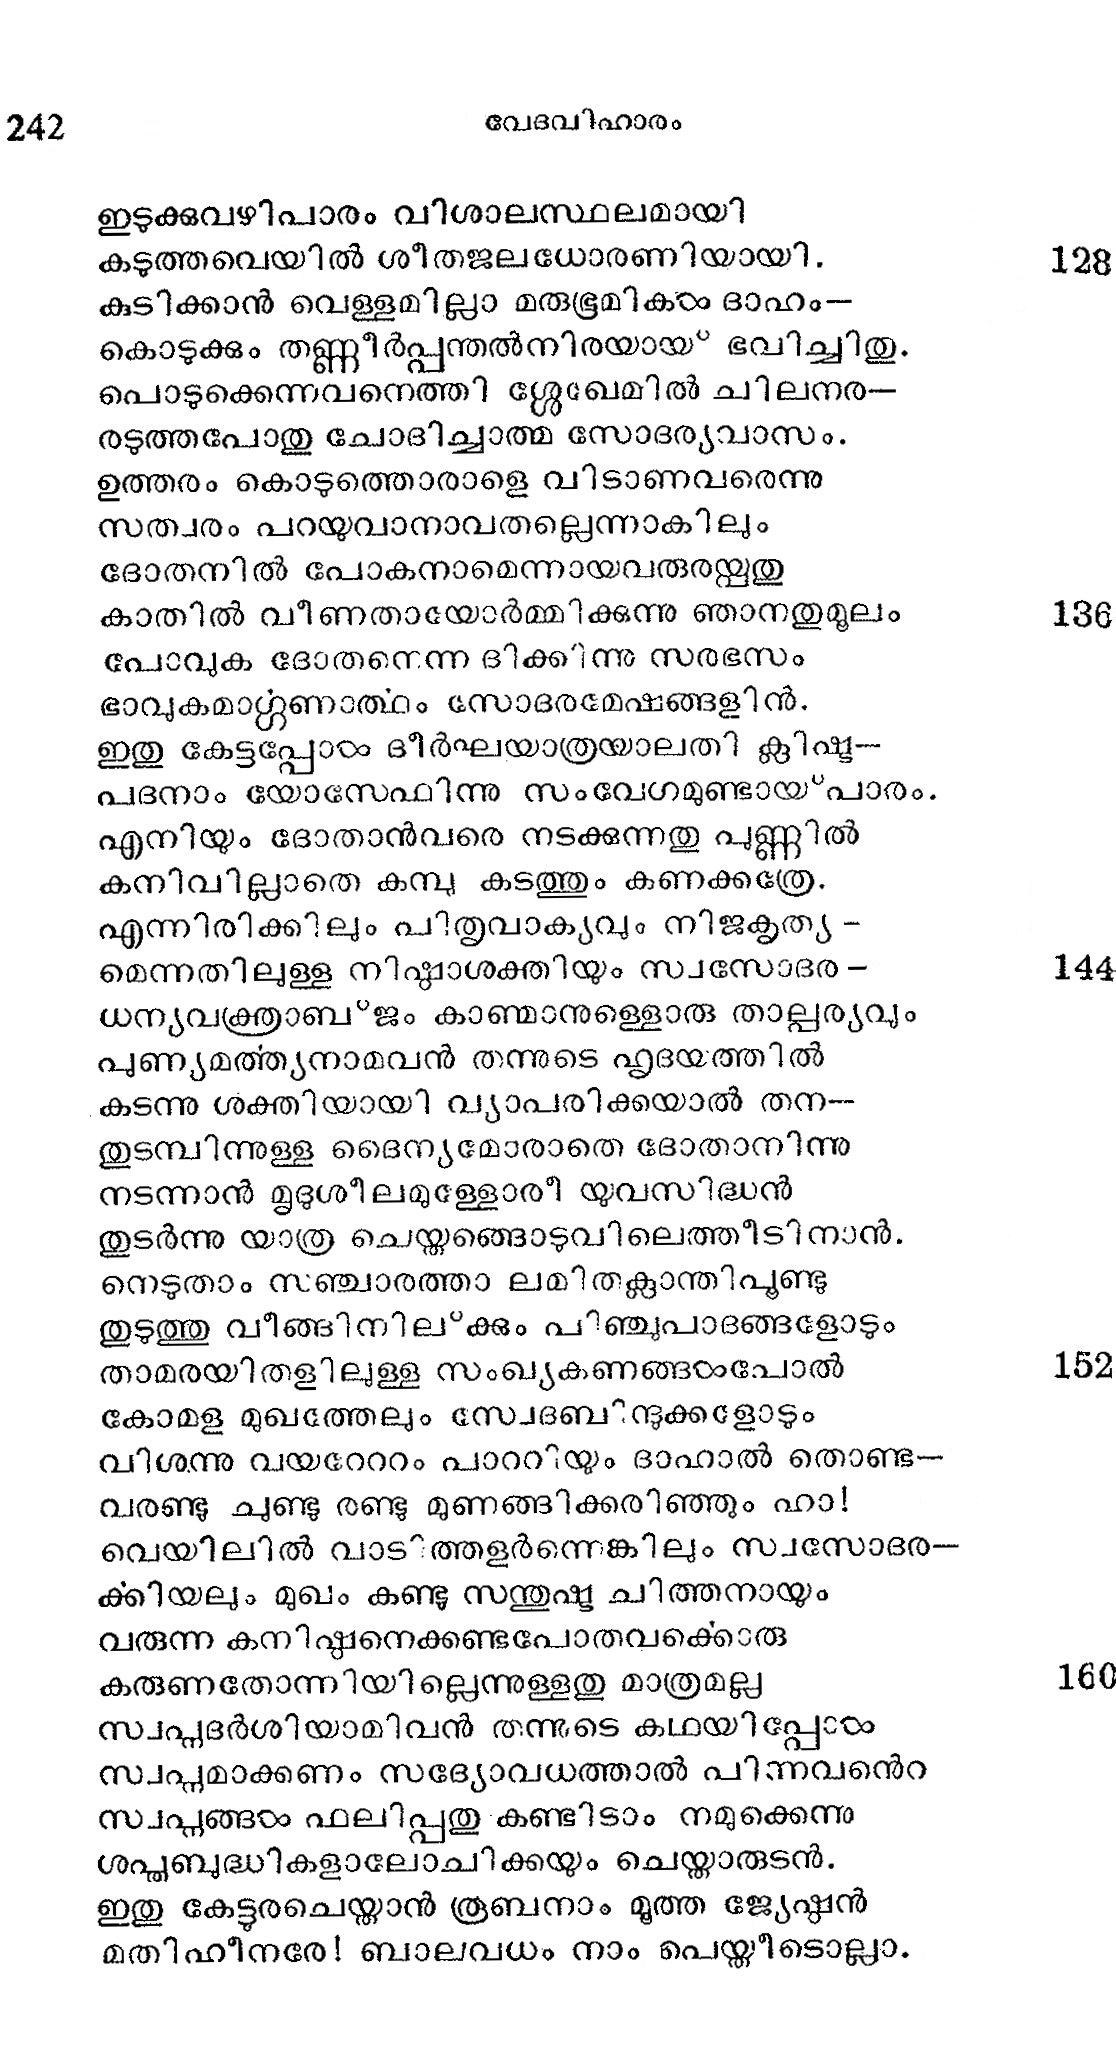 242
വേദവിഹാരം
ഇടുക്കുവഴിപാരം വിശാലസ്ഥലമായി
കടുത്തവെയിൽ ശീതജലധോരണിയായി. 128
കുടിക്കാൻ വെള്ളമില്ലാ മരുഭൂമികൾ ദാഹം—
കൊടുക്കും തണ്ണീർപ്പന്തൽനിരയായ് ഭവിച്ചിതു.
പൊടുക്കെന്നവനെത്തി ശ്ശേഖേമിൽ ചിലനര—
രടുത്തപോതു ചോദിച്ചാത്മ സോദര്യവാസം.
ഉത്തരം കൊടുത്തൊരാളെ വിടാണവരെന്നു
സത്വരം പറയുവാനാവതല്ലെന്നാകിലും
ദോതനിൽ പോകനാമെന്നായവരുരയ്പതു
കാതിൽ വീണതായോർമ്മിക്കുന്നു ഞാനതുമൂലം 136
പോവുക ദോതനെന്ന ദിക്കിന്നു സരഭസം
ഭാവുകമാൎഗ്ഗണാൎത്ഥം സോദരമേഷങ്ങളിൻ.
ഇതു കേട്ടപ്പോൾ ദീർഘയാത്രയാലതി ക്ലിഷ്ട—
പദനാം യോസേഫിന്നു സംവേഗമുണ്ടായ്പാരം.
എനിയും ദോതാൻവരെ നടക്കുന്നതു പുണ്ണിൽ
കനിവില്ലാതെ കമ്പു കടത്തും കണക്കത്രേ.
എന്നിരിക്കിലും പിതൃവാക്യവും നിജകൃത്യ –
മെന്നതിലുള്ള നിഷ്ഠാശക്തിയും സ്വസോദര – 144
ധന്യവക്ത്രാബ്ജം കാണ്മാനുള്ളൊരു താല്പര്യവും
പുണ്യമൎത്ത്യനാമവൻ തന്നുടെ ഹൃദയത്തിൽ
കടന്നു ശക്തിയായി വ്യാപരിക്കയാൽ തന—
തുടമ്പിന്നുള്ള ദൈന്യമോരാതെ ദോതാനിന്നു
നടന്നാൻ മൃദുശീലമുള്ളോരീ യുവസിദ്ധൻ
തുടർന്നു യാത്ര ചെയ്തങ്ങൊടുവിലെത്തീടിനാൻ.
നെടുതാം സഞ്ചാരത്താ ലമിതക്ലാന്തിപൂണ്ടു
തുടുത്തു വീങ്ങിനില്ക്കും പിഞ്ചുപാദങ്ങളോടും
താമരയിതളിലുള്ള സംഖ്യകണങ്ങൾപോൽ 152
കോമള മുഖത്തേലും സ്വേദബിന്ദുക്കളോടും
വിശന്നു വയറേററം പാററിയും ദാഹാൽ തൊണ്ട—
വരണ്ടു ചുണ്ടു രണ്ടു മുണങ്ങിക്കരിഞ്ഞും ഹാ!
വെയിലിൽ വാടിത്തളർന്നെങ്കിലും സ്വസോദര—
ൎക്കിയലും മുഖം കണ്ടു സന്തുഷ്ട ചിത്തനായും
വരുന്ന കനിഷ്ഠനെക്കണ്ടപോതവൎക്കൊരു
കരുണതോന്നിയില്ലെന്നുള്ളതു മാത്രമല്ല 160
സ്വപ്നദർശിയാമിവൻ തന്നുടെ കഥയിപ്പോൾ
സ്വപ്നമാക്കണം സദ്യോവധത്താൽ പിന്നവൻെറ
സ്വപ്നങ്ങൾ ഫലിപ്പതു കണ്ടിടാം നമുക്കെന്നു
ശപ്തബുദ്ധികളാലോചിക്കയും ചെയ്താരുടൻ.
ഇതു കേട്ടുരചെയ്താൻ രൂബനാം മൂത്ത ജ്യേഷ്ഠൻ
മതിഹീനരേ! ബാലവധം നാം പെയ്തീടൊല്ലാ.